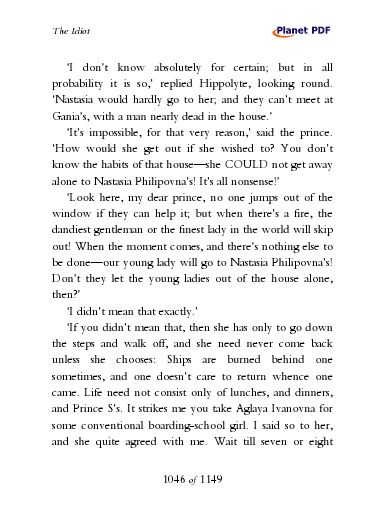 The Idiot
Planet PDF
‘I don’t know absolutely for certain; but in all
probability it is so,’ replied Hippolyte, looking round.
‘Nastasia would hardly go to her; and they can’t meet at
Gania’s, with a man nearly dead in the house.’
‘It’s impossible, for that very reason,’ said the prince.
‘How would she get out if she wished to? You don’t
know the habits of that house—she COULD not get away
alone to Nastasia Philipovna’s! It’s all nonsense!’
‘Look here, my dear prince, no one jumps out of the
window if they can help it; but when there’s a fire, the
dandiest gentleman or the finest lady in the world will skip
out! When the moment comes, and there’s nothing else to
be done—our young lady will go to Nastasia Philipovna’s!
Don’t they let the young ladies out of the house alone,
then?’
‘I didn’t mean that exactly.’
‘If you didn’t mean that, then she has only to go down
the steps and walk off, and she need never come back
unless she chooses: Ships are burned behind one
sometimes, and one doesn’t care to return whence one
came. Life need not consist only of lunches, and dinners,
and Prince S’s. It strikes me you take Aglaya Ivanovna for
some conventional boarding-school girl. I said so to her,
and she quite agreed with me. Wait till seven or eight
1046 of 1149